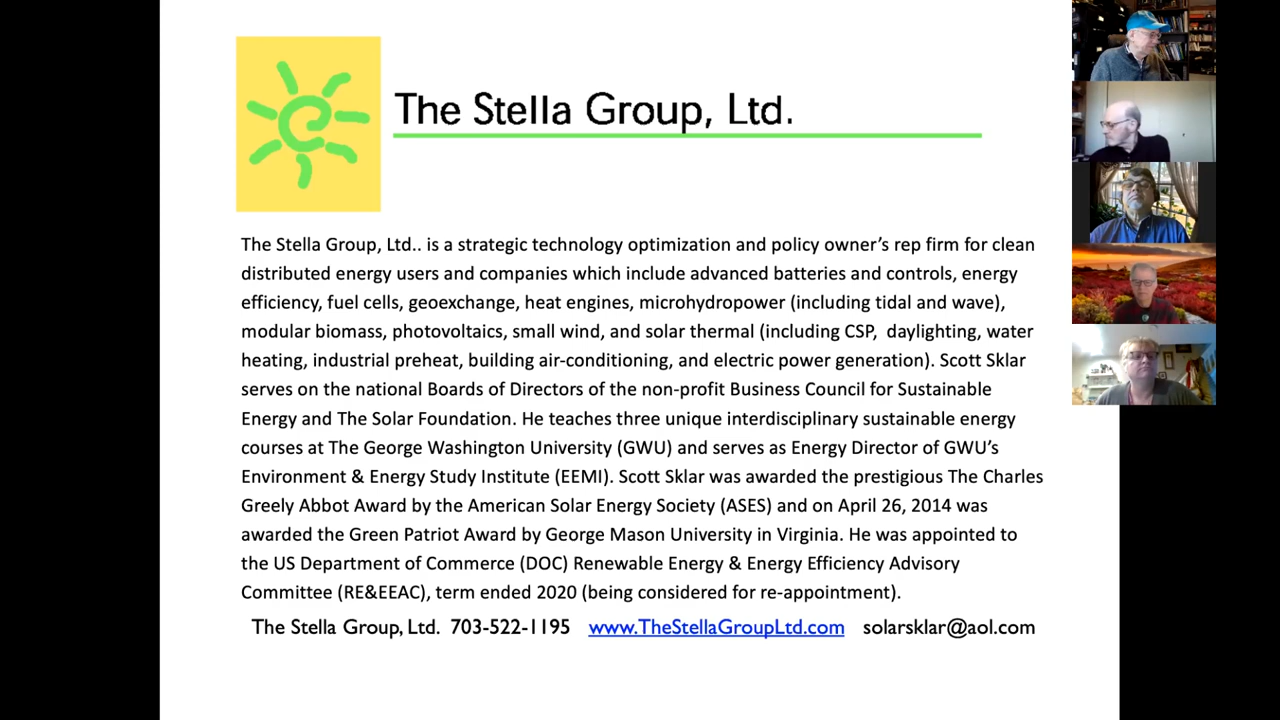 The Stella Group, Ltd.
The Stella Group, Ltd.. is a strategic technology optimization and policy owner’s rep firm for clean
distributed energy users and companies which include advanced batteries and controls, energy
efficiency, fuel cells, geoexchange, heat engines, microhydropower (including tidal and wave),
modular biomass, photovoltaics, small wind, and solar thermal (including CSP, daylighting, water
heating, industrial preheat, building air-conditioning, and electric power generation). Scott Sklar
serves on the national Boards of Directors of the non-profit Business Council for Sustainable
Energy and The Solar Foundation. He teaches three unique interdisciplinary sustainable energy
courses at The George Washington University (GWU) and serves as Energy Director of GWU’s
Environment & Energy Study Institute (EEMI). Scott Sklar was awarded the prestigious The Charles
Greely Abbot Award by the American Solar Energy Society (ASES) and on April 26, 2014 was
awarded the Green Patriot Award by George Mason University in Virginia. He was appointed to
the US Department of Commerce (DOC) Renewable Energy & Energy Efficiency Advisory
Committee (RE&EEAC), term ended 2020 (being considered for re-appointment).
The Stella Group, Ltd. 703-522-1195 www.TheStellaGroupLtd.com solarsklar@aol.com